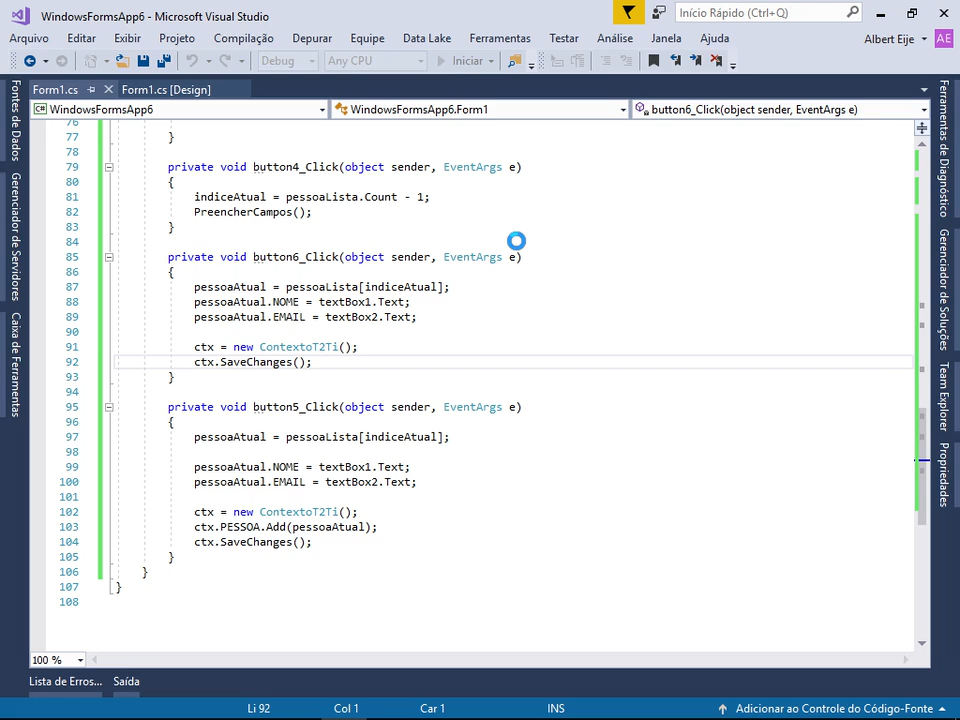 WindowsFormsApp6 - Microsoft Visual Studio
Início Rápido (Ctrl+Q)
Arquivo Editar Exibir Projeto Compilação Depurar Equipe Data Lake Ferramentas Testar Análise Janela Ajuda
Albert Eije AE
Debug Any CPU Iniciar
Form1.cs Form1.cs [Design]
C# WindowsFormsApp6 WindowsFormsApp6.Form1 button6_Click(object sender, EventArgs e)
Fontes de Dados
Gerenciador de Servidores
Caixa de Ferramentas
76
77 }
78
79 private void button4_Click(object sender, EventArgs e)
80 {
81 indiceAtual = pessoaLista.Count - 1;
82 PreencherCampos();
83 }
84
85 private void button6_Click(object sender, EventArgs e)
86 {
87 pessoaAtual = pessoaLista[indiceAtual];
88 pessoaAtual.NOME = textBox1.Text;
89 pessoaAtual.EMAIL = textBox2.Text;
90
91 ctx = new ContextoT2Ti();
92 ctx.SaveChanges();
93 }
94
95 private void button5_Click(object sender, EventArgs e)
96 {
97 pessoaAtual = pessoaLista[indiceAtual];
98
99 pessoaAtual.NOME = textBox1.Text;
100 pessoaAtual.EMAIL = textBox2.Text;
101
102 ctx = new ContextoT2Ti();
103 ctx.PESSOA.Add(pessoaAtual);
104 ctx.SaveChanges();
105 }
106 }
107 }
108
Ferramentas de Diagnóstico
Gerenciador de Soluções
Team Explorer
Propriedades
100 %
Lista de Erros... Saída
Li 92 Col 1 Car 1 INS Adicionar ao Controle do Código-Fonte